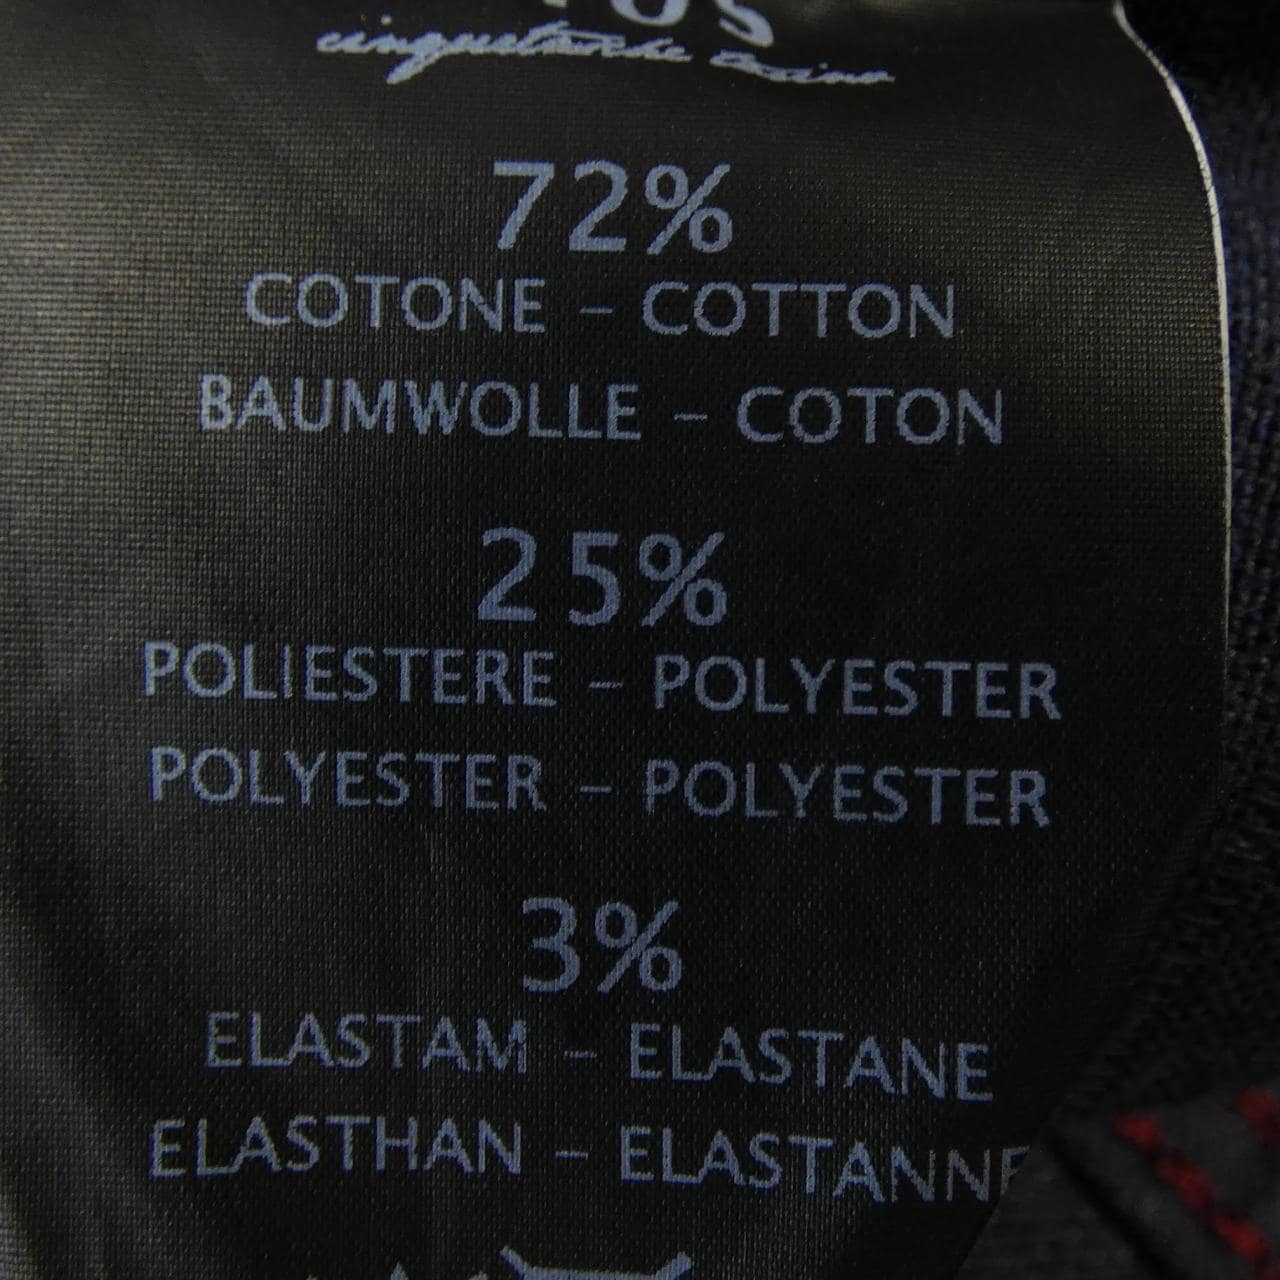 72%
COTONE - COTTON
BAUMWOLLE - COTON
25%
POLIESTERE - POLYESTER
POLYESTER - POLYESTER
3%
ELASTAM - ELASTANE
ELASTHAN - ELASTANNE